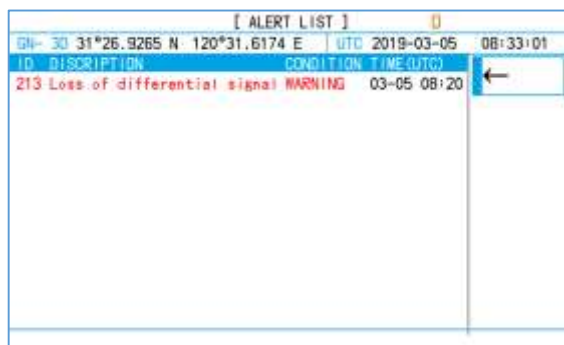 [ ALERT LIST ] D
GN- 30 31°26.9265 N 120°31.6174 E UTC 2019-03-05 08:33:01
ID DISCRIPTION CONDITION TIME(UTC) ←
213 Loss of differential signal WARNING 03-05 08:20